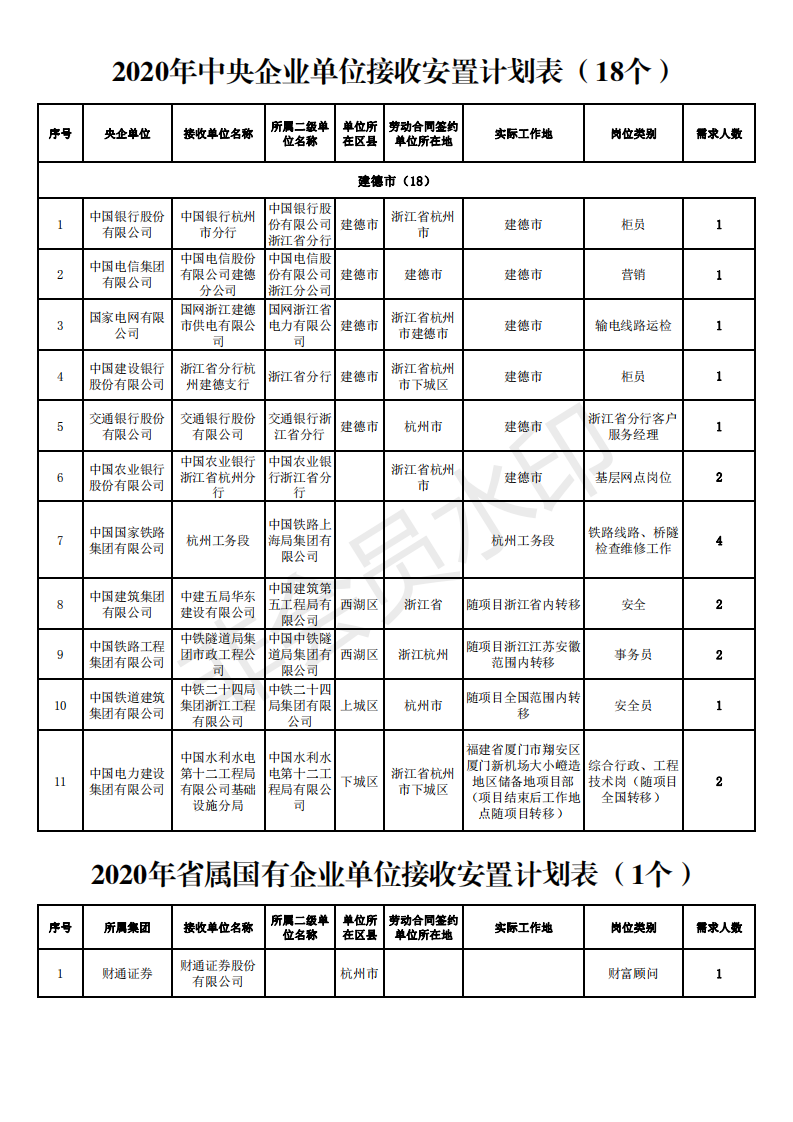 2020年中央企业单位接收安置计划表（18个）
序号 央企单位 接收单位名称 所属二级单位名称 单位所在区县 劳动合同签约单位所在地 实际工作地 岗位类别 需求人数
建德市（18）
1 中国银行股份有限公司 中国银行杭州市分行 中国银行股份有限公司浙江省分行 建德市 浙江省杭州市 建德市 柜员 1
2 中国电信集团有限公司 中国电信股份有限公司建德分公司 中国电信股份有限公司浙江分公司 建德市 建德市 建德市 营销 1
3 国家电网有限公司 国网浙江建德市供电有限公司 国网浙江省电力有限公司 建德市 浙江省杭州市建德市 建德市 输电线路运检 1
4 中国建设银行股份有限公司 浙江省分行杭州建德支行 浙江省分行 建德市 浙江省杭州市下城区 建德市 柜员 1
5 交通银行股份有限公司 交通银行股份有限公司 交通银行浙江省分行 建德市 杭州市 建德市 浙江省分行客户服务经理 1
6 中国农业银行股份有限公司 中国农业银行浙江省杭州分行 中国农业银行浙江省分行 浙江省杭州市 建德市 基层网点岗位 2
7 中国国家铁路集团有限公司 杭州工务段 中国铁路上海局集团有限公司 杭州工务段 铁路线路、桥隧检查维修工作 4
8 中国建筑集团有限公司 中建五局华东建设有限公司 中国建筑第五工程局有限公司 西湖区 浙江省 随项目浙江省内转移 安全 2
9 中国铁路工程集团有限公司 中铁隧道局集团市政工程公司 中国中铁隧道局集团有限公司 西湖区 浙江杭州 随项目浙江江苏安徽范围内转移 事务员 2
10 中国铁道建筑集团有限公司 中铁二十四局集团浙江工程有限公司 中铁二十四局集团有限公司 上城区 杭州市 随项目全国范围内转移 安全员 1
11 中国电力建设集团有限公司 中国水利水电第十二工程局有限公司基础设施分局 中国水利水电第十二工程局有限公司 下城区 浙江省杭州市下城区 福建省厦门市翔安区厦门新机场大小嶝造地区储备地项目部（项目结束后工作地点随项目转移） 综合行政、工程技术岗（随项目全国转移） 2
2020年省属国有企业单位接收安置计划表（1个）
序号 所属集团 接收单位名称 所属二级单位名称 单位所在区县 劳动合同签约单位所在地 实际工作地 岗位类别 需求人数
1 财通证券 财通证券股份有限公司 杭州市 财富顾问 1
非会员水印